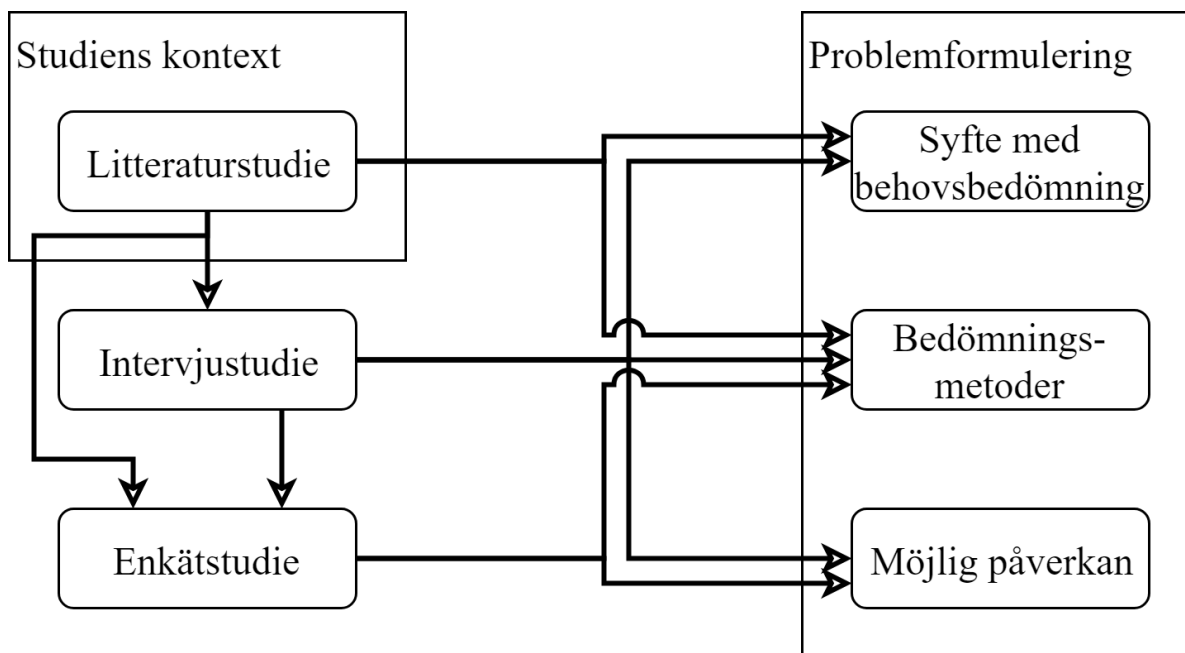 Studiens kontext
Problemformulering
Litteraturstudie
Syfte med
behovsbedömning
Intervjustudie
Bedömnings-
metoder
Enkätstudie
Möjlig påverkan